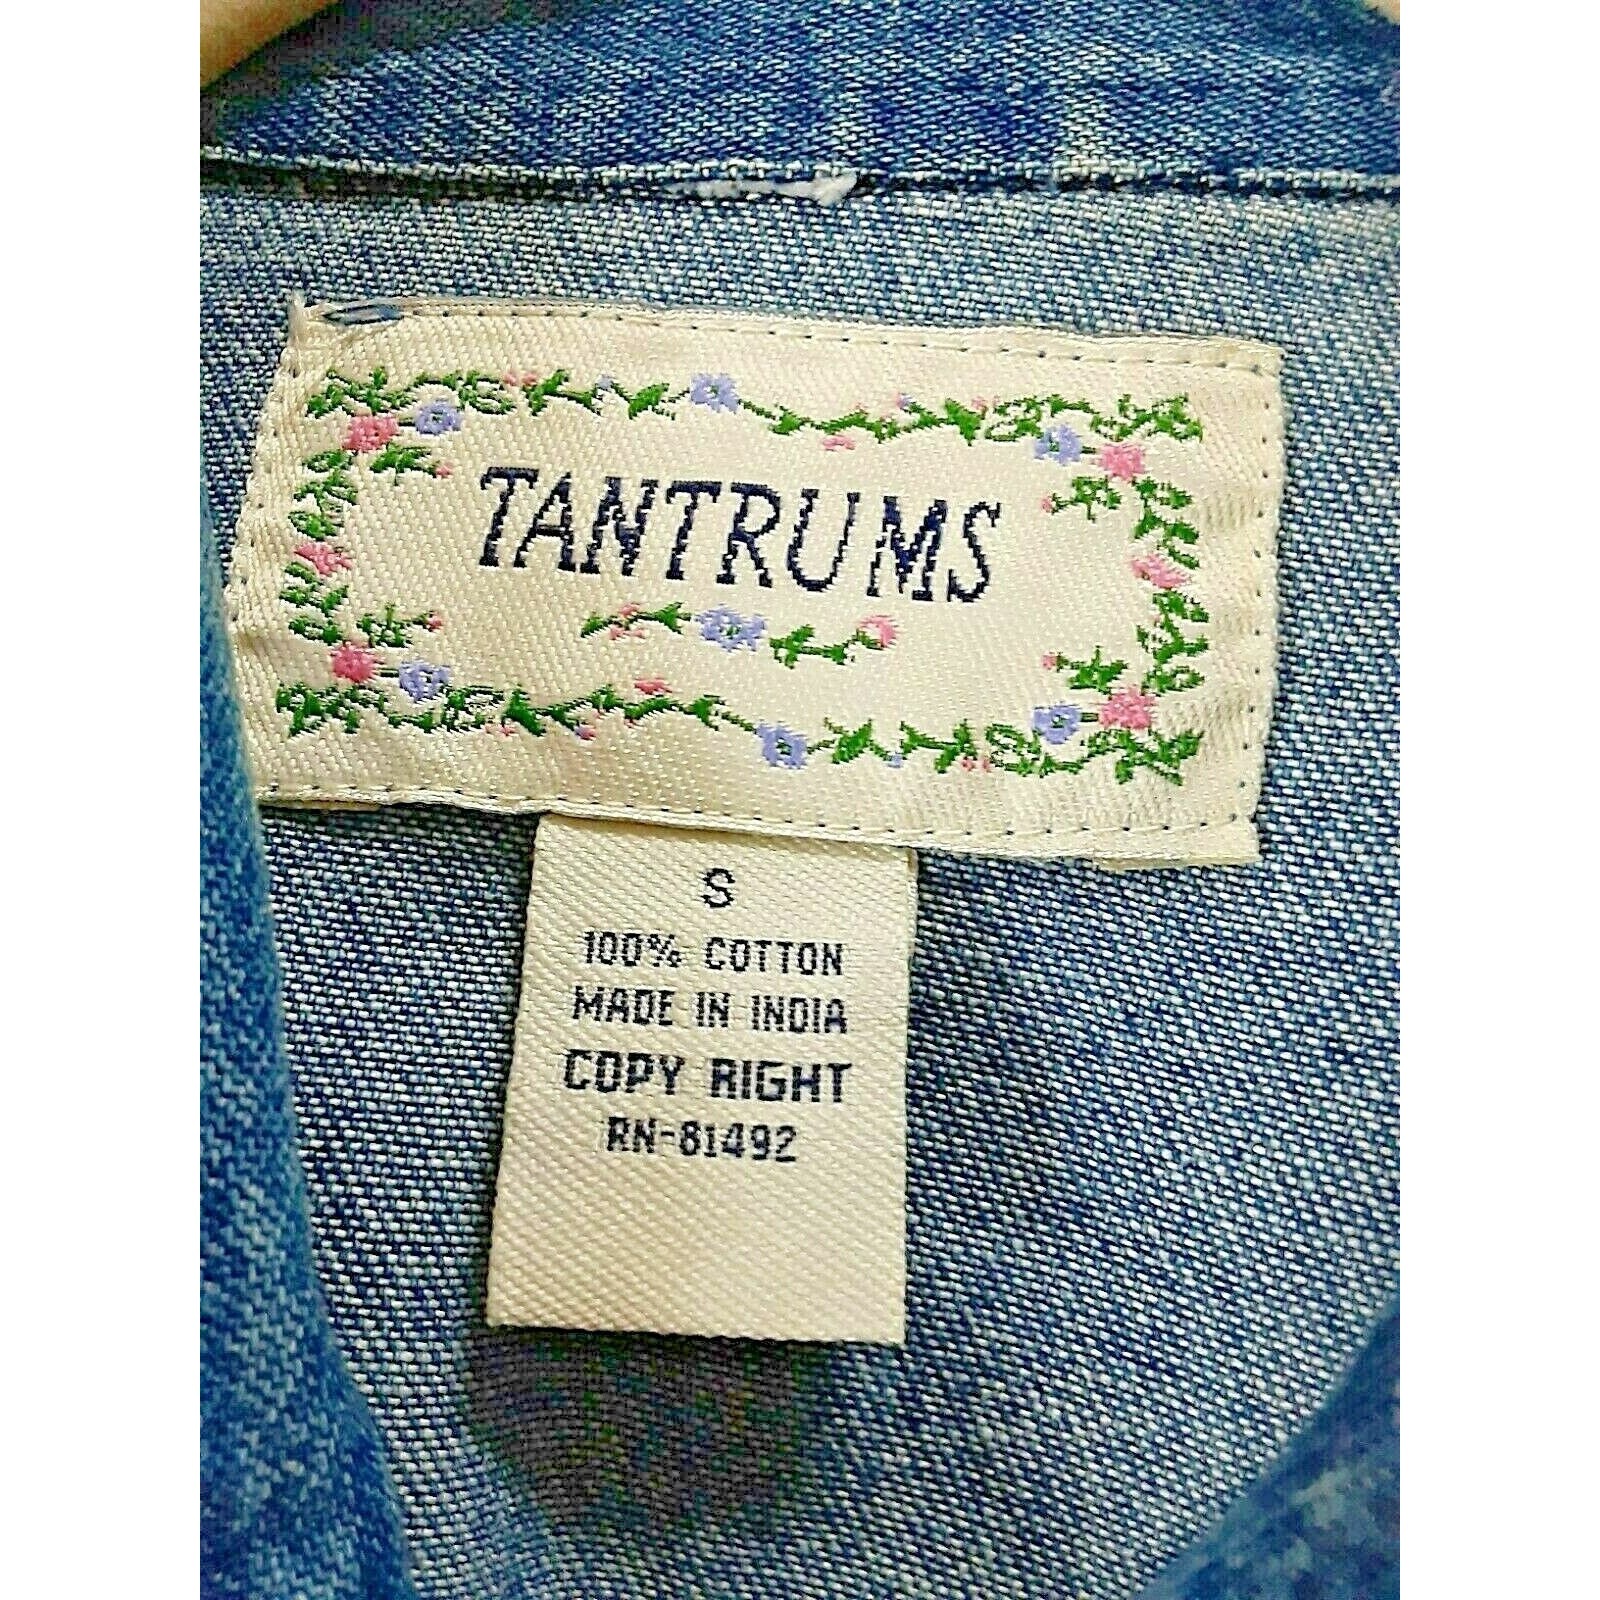 TANTRUMS
S
100% COTTON
MADE IN INDIA
COPY RIGHT
RN-81492